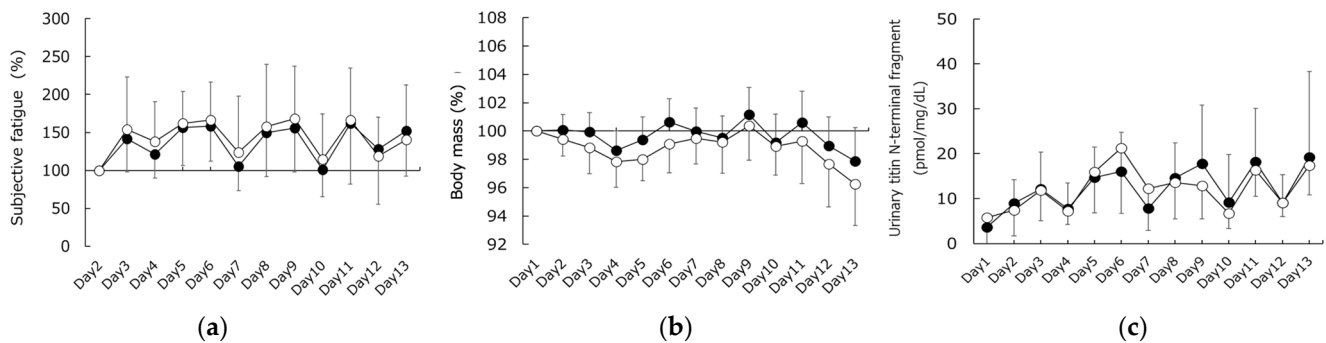 Subjective fatigue (%)
300
250
200
150
100
50
0
Day2
Day3
Day4
Day5
Day6
Day7
Day8
Day9
Day10
Day11
Day12
Day13
(a)
Body mass (%)
108
106
104
102
100
98
96
94
92
Day1
Day2
Day3
Day4
Day5
Day6
Day7
Day8
Day9
Day10
Day11
Day12
Day13
(b)
Urinary titin N-terminal fragment
(pmol/mg/dL)
50
40
30
20
10
0
Day1
Day2
Day3
Day4
Day5
Day6
Day7
Day8
Day9
Day10
Day11
Day12
Day13
(c)